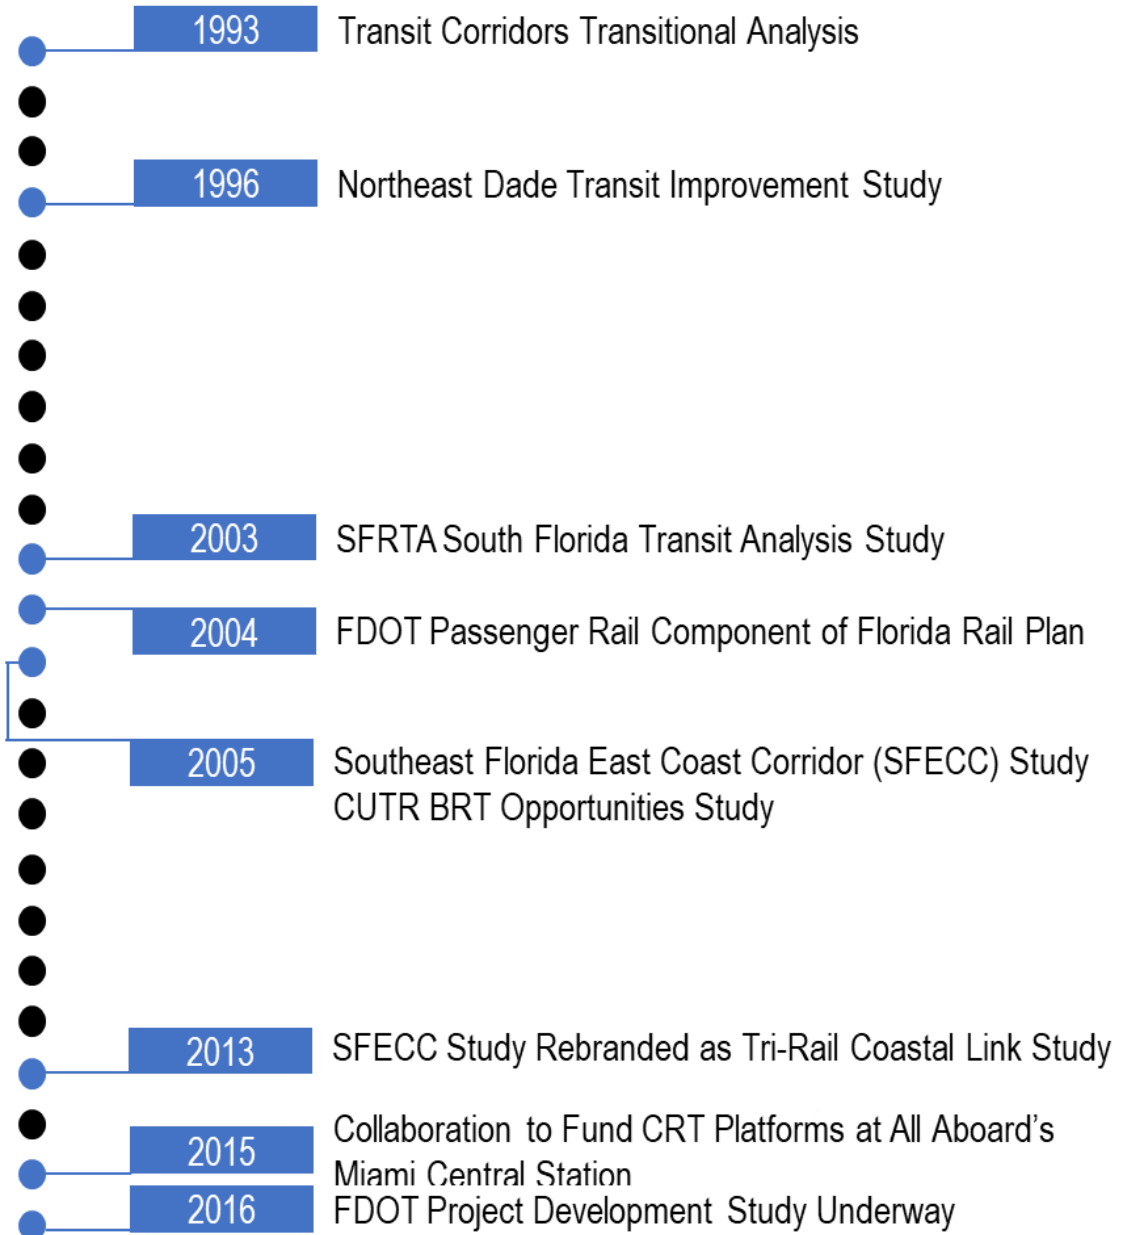 1993 Transit Corridors Transitional Analysis
1996 Northeast Dade Transit Improvement Study
2003 SFRTA South Florida Transit Analysis Study
2004 FDOT Passenger Rail Component of Florida Rail Plan
2005 Southeast Florida East Coast Corridor (SFECC) Study
CUTR BRT Opportunities Study
2013 SFECC Study Rebranded as Tri-Rail Coastal Link Study
2015 Collaboration to Fund CRT Platforms at All Aboard’s
Miami Central Station
2016 FDOT Project Development Study Underway